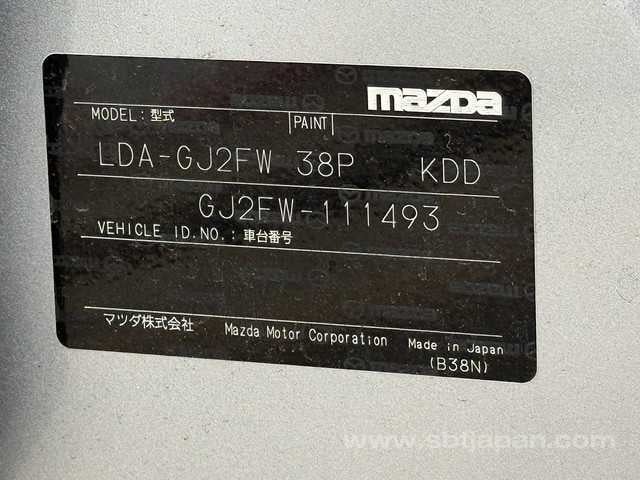 mazda
MODEL: 型式 |PAINT|
LDA-GJ2FW 38P KDD
GJ2FW-111493
VEHICLE ID.NO.: 車台番号
マツダ株式会社 Mazda Motor Corporation Made in Japan
(B38N)
www.sbtjapan.com